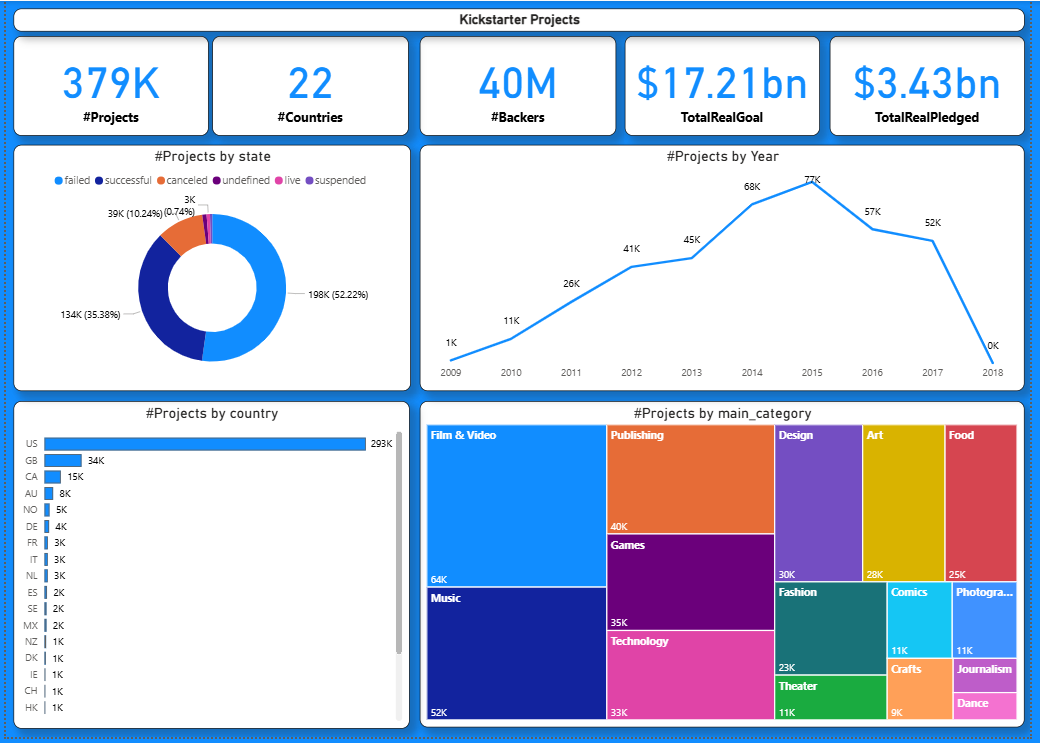 Kickstarter Projects
379K
#Projects
22
#Countries
40M
#Backers
$17.21bn
TotalRealGoal
$3.43bn
TotalRealPledged
#Projects by state
failed successful canceled undefined live suspended
3K
(0.74%)
39K (10.24%)
198K (52.22%)
134K (35.38%)
#Projects by Year
1K
11K
26K
41K
45K
68K
77K
57K
52K
0K
2009 2010 2011 2012 2013 2014 2015 2016 2017 2018
#Projects by country
US 293K
GB 34K
CA 15K
AU 8K
NO 5K
DE 4K
FR 3K
IT 3K
NL 3K
ES 2K
SE 2K
MX 2K
NZ 1K
DK 1K
IE 1K
CH 1K
HK 1K
#Projects by main_category
Film & Video
64K
Music
52K
Publishing
40K
Games
35K
Technology
33K
Design
30K
Art
28K
Food
25K
Fashion
23K
Theater
11K
Comics
11K
Photogra...
11K
Crafts
9K
Journalism
Dance